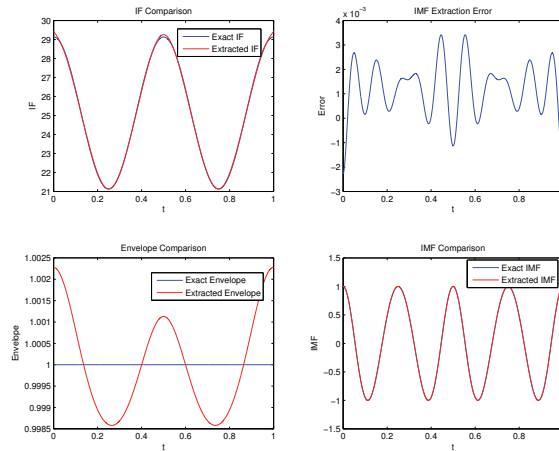 IF Comparison
30
29
28
27
26
25
24
23
22
21
IF
0
0.2
0.4
0.6
0.8
1
t
Exact IF
Extracted IF
IMF Extraction Error
x 10⁻³
4
3
2
1
0
−1
−2
−3
Error
0
0.2
0.4
0.6
0.8
t
Envelope Comparison
1.0025
1.002
1.0015
1.001
1.0005
1
0.9995
0.999
0.9985
Envelope
0
0.2
0.4
0.6
0.8
1
t
Exact Envelope
Extracted Envelope
IMF Comparison
1.5
1
0.5
0
−0.5
−1
−1.5
IMF
0
0.2
0.4
0.6
0.8
t
Exact IMF
Extracted IMF